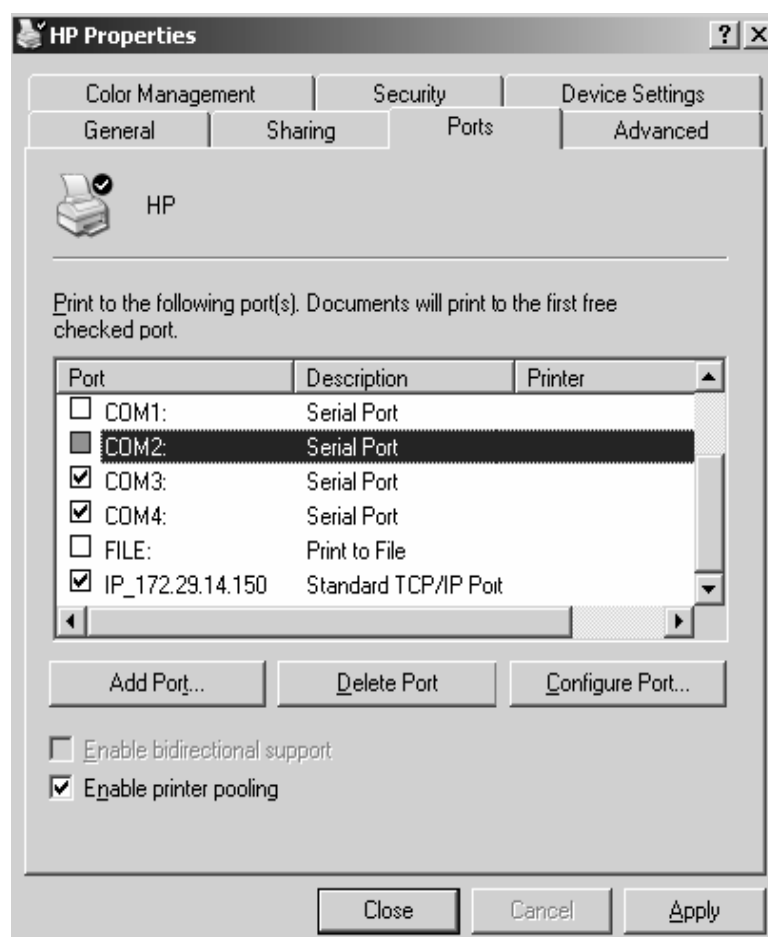 HP Properties
? X
Color Management Security Device Settings
General Sharing Ports Advanced
HP
Print to the following port(s). Documents will print to the first free
checked port.
Port Description Printer
COM1: Serial Port
COM2: Serial Port
COM3: Serial Port
COM4: Serial Port
FILE: Print to File
IP_172.29.14.150 Standard TCP/IP Port
Add Port... Delete Port Configure Port...
Enable bidirectional support
Enable printer pooling
Close Cancel Apply